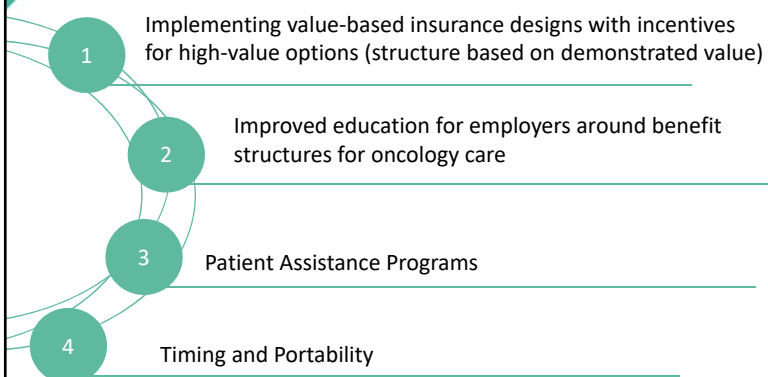 1
Implementing value-based insurance designs with incentives
for high-value options (structure based on demonstrated value)
2
Improved education for employers around benefit
structures for oncology care
3
Patient Assistance Programs
4
Timing and Portability